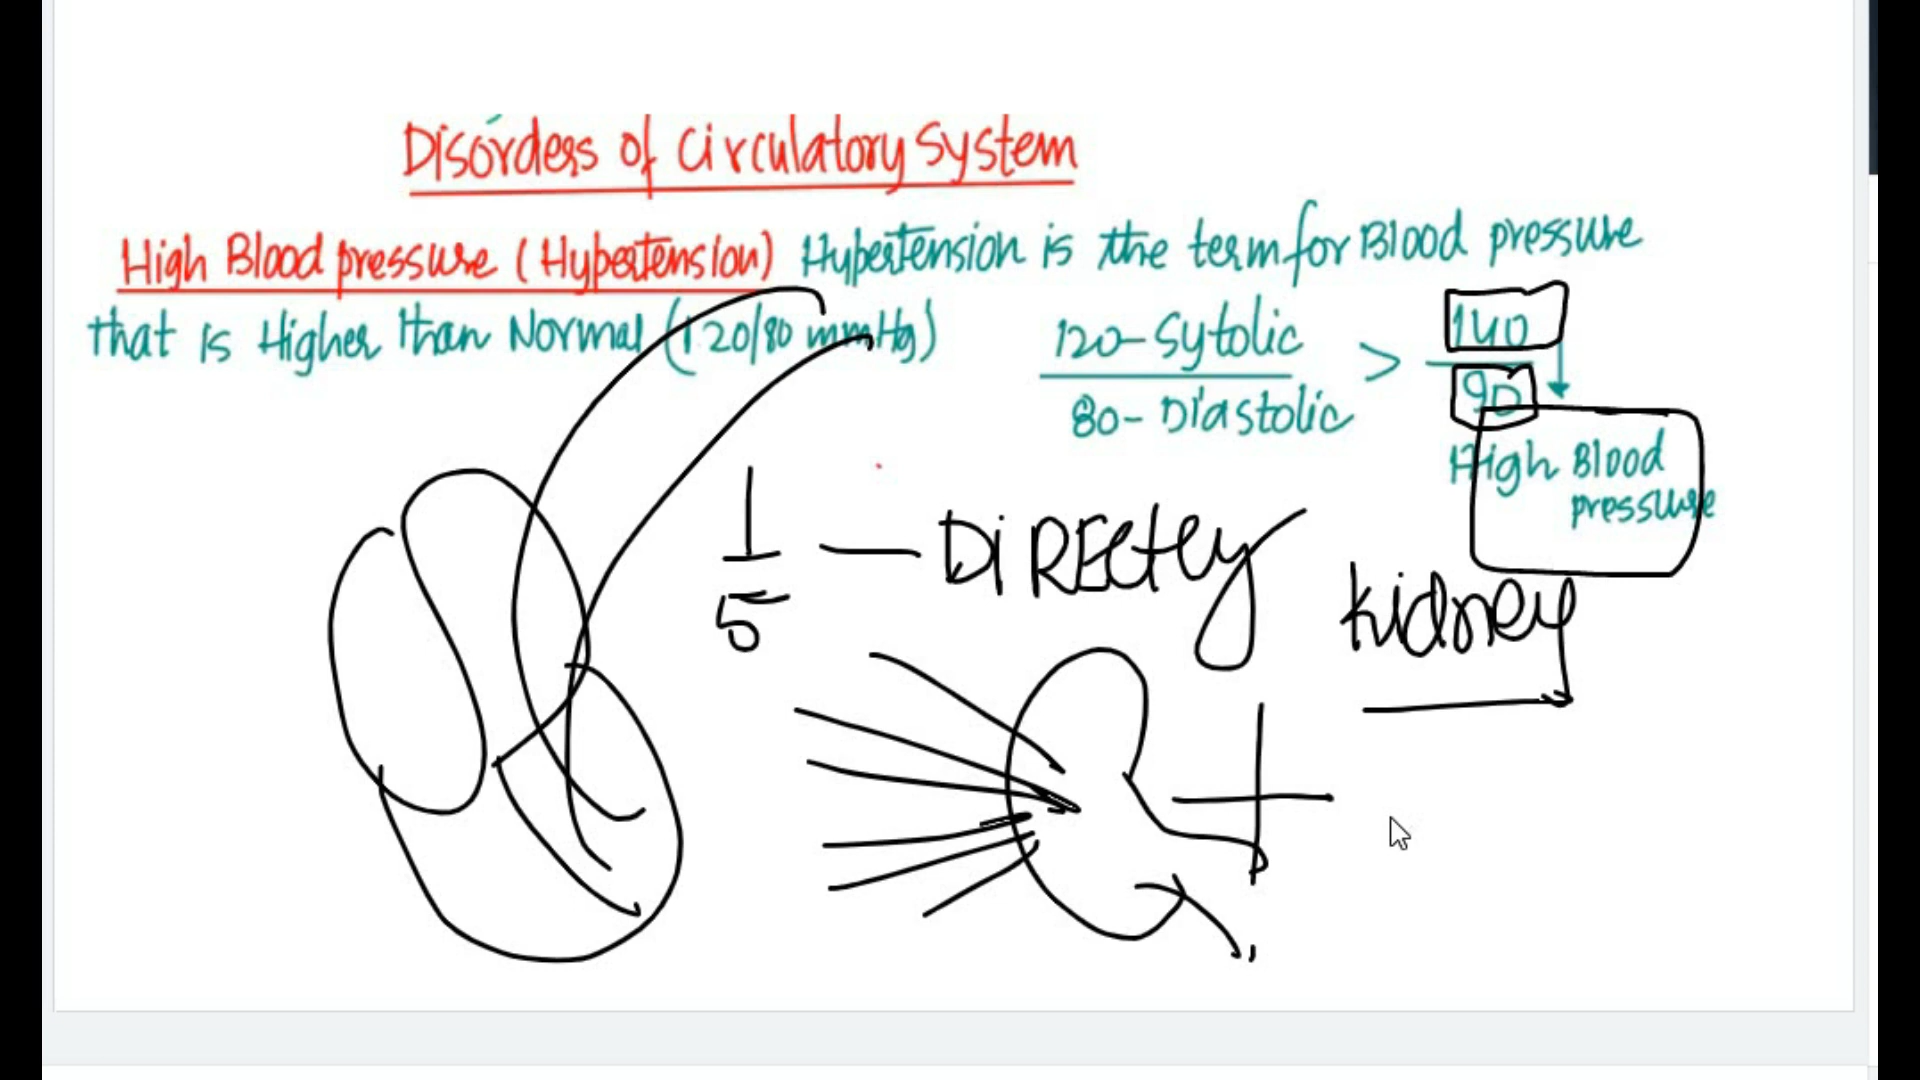 Disorders of Circulatory System
High Blood pressure (Hypertension) Hypertension is the term for Blood pressure
that is Higher than Normal (120/80 mmHg)
120-Sytolic > 140
80-Diastolic 90
High Blood
pressure
1 — DiRECtly
5
kidney